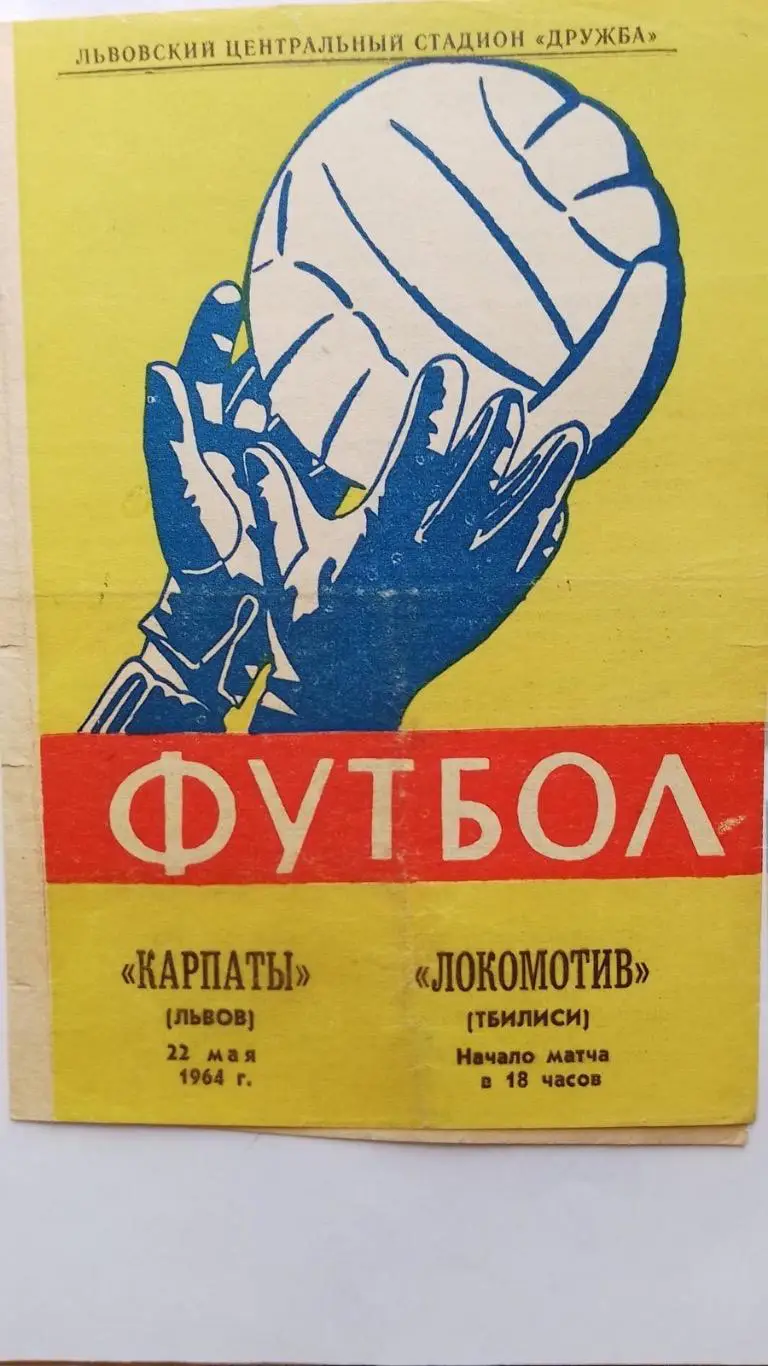 ЛЬВОВСКИЙ ЦЕНТРАЛЬНЫЙ СТАДИОН «ДРУЖБА»
ФУТБОЛ
«КАРПАТЫ»
(ЛЬВОВ)
22 мая
1964 г.
«ЛОКОМОТИВ»
(ТБИЛИСИ)
Начало матча
в 18 часов